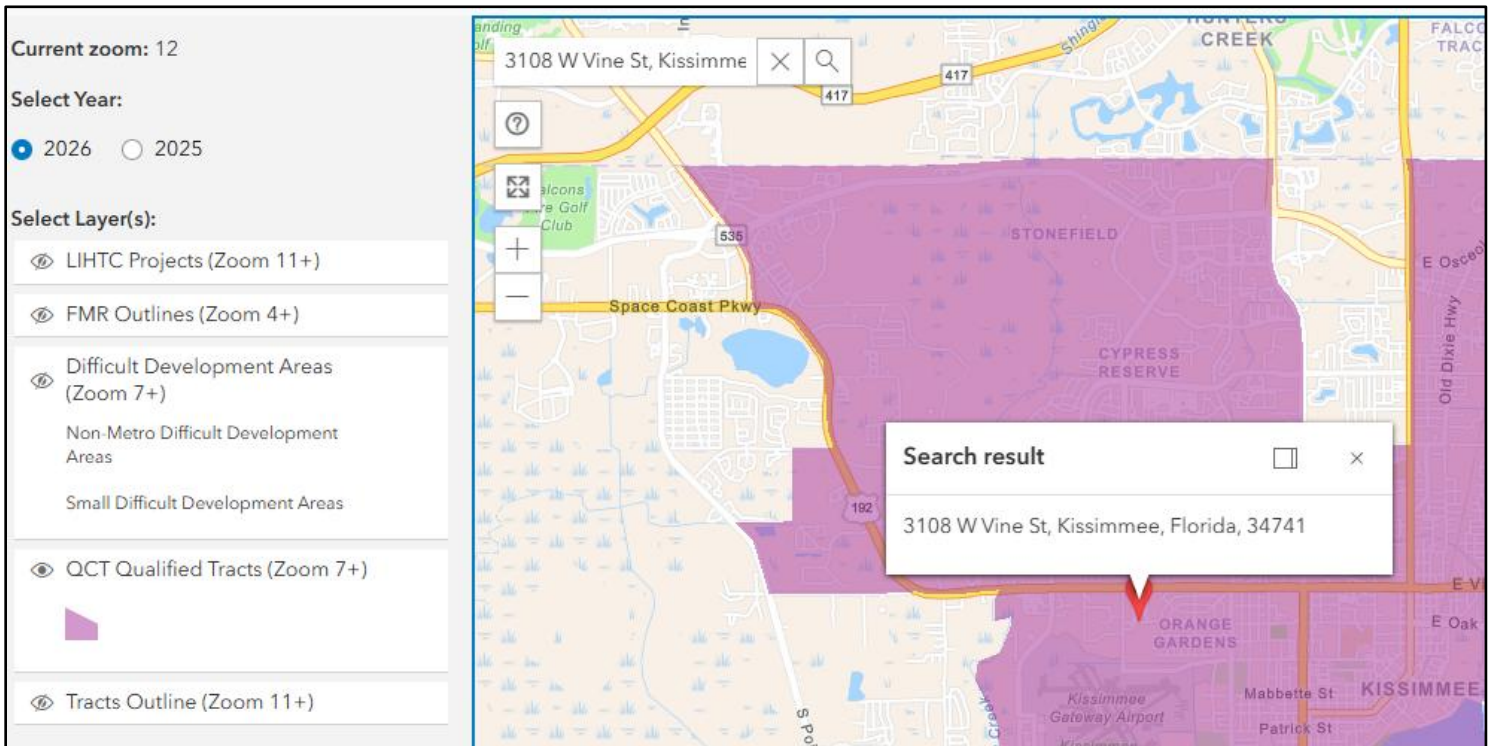 Current zoom: 12
Select Year:
2026
2025
Select Layer(s):
LIHTC Projects (Zoom 11+)
FMR Outlines (Zoom 4+)
Difficult Development Areas
(Zoom 7+)
Non-Metro Difficult Development
Areas
Small Difficult Development Areas
QCT Qualified Tracts (Zoom 7+)
Tracts Outline (Zoom 11+)
3108 W Vine St, Kissimme
CREEK
417
417
Golf
Club
STONEFIELD
535
E Osceol
Space Coast Pkwy
Old Dixie Hwy
CYPRESS
RESERVE
Search result
3108 W Vine St, Kissimmee, Florida, 34741
192
ORANGE
GARDENS
E Oak
Kissimmee
Gateway Airport
Mabbette St
KISSIMMEE
Patrick St
Creek